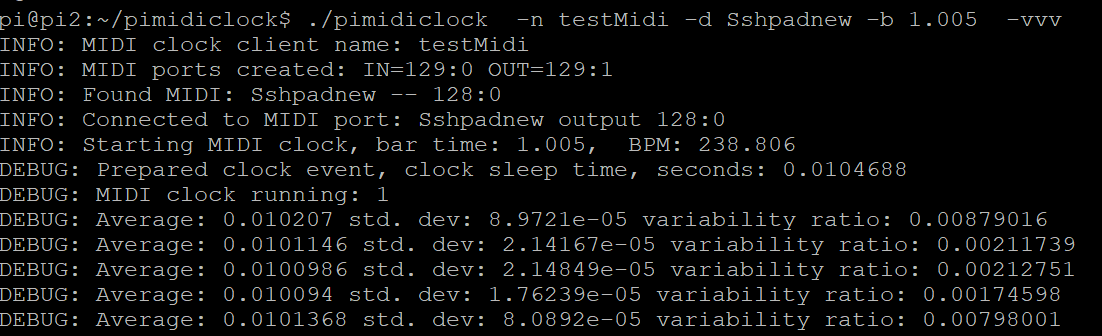 pi@pi2:~/pimidiclock$ ./pimidiclock  -n testMidi -d Sshpadnew -b 1.005  -vvv
INFO: MIDI clock client name: testMidi
INFO: MIDI ports created: IN=129:0 OUT=129:1
INFO: Found MIDI: Sshpadnew -- 128:0
INFO: Connected to MIDI port: Sshpadnew output 128:0
INFO: Starting MIDI clock, bar time: 1.005,  BPM: 238.806
DEBUG: Prepared clock event, clock sleep time, seconds: 0.0104688
DEBUG: MIDI clock running: 1
DEBUG: Average: 0.010207 std. dev: 8.9721e-05 variability ratio: 0.00879016
DEBUG: Average: 0.0101146 std. dev: 2.14167e-05 variability ratio: 0.00211739
DEBUG: Average: 0.0100986 std. dev: 2.14849e-05 variability ratio: 0.00212751
DEBUG: Average: 0.010094 std. dev: 1.76239e-05 variability ratio: 0.00174598
DEBUG: Average: 0.0101368 std. dev: 8.0892e-05 variability ratio: 0.00798001